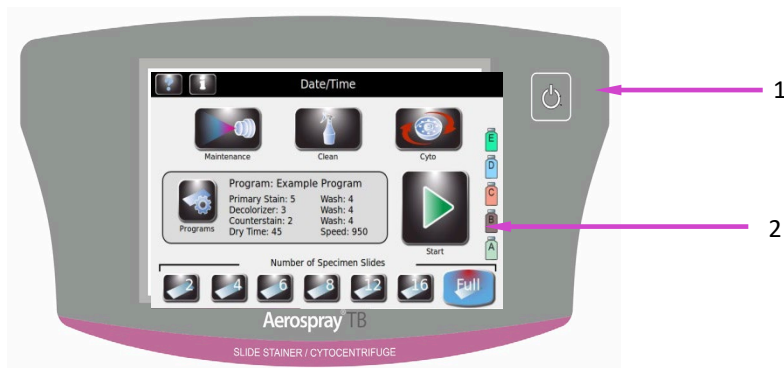 ? i Date/Time
1
Maintenance Clean Cyto
E
D
C
B
A
2
Program: Example Program
Primary Stain: 5 Wash: 4
Decolorizer: 3 Wash: 4
Counterstain: 2 Wash: 4
Dry Time: 45 Speed: 950
Programs
Start
Number of Specimen Slides
2 4 6 8 12 16 Full
Aerospray TB
SLIDE STAINER / CYTOCENTRIFUGE